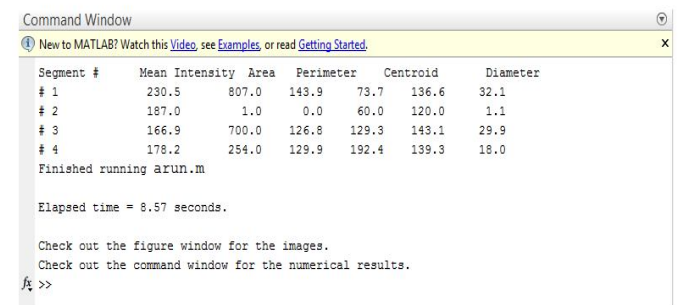 Command Window
New to MATLAB? Watch this Video, see Examples, or read Getting Started. x
Segment # Mean Intensity Area Perimeter Centroid Diameter
# 1 230.5 807.0 143.9 73.7 136.6 32.1
# 2 187.0 1.0 0.0 60.0 120.0 1.1
# 3 166.9 700.0 126.8 129.3 143.1 29.9
# 4 178.2 254.0 129.9 192.4 139.3 18.0
Finished running arun.m
Elapsed time = 8.57 seconds.
Check out the figure window for the images.
Check out the command window for the numerical results.
fx >>